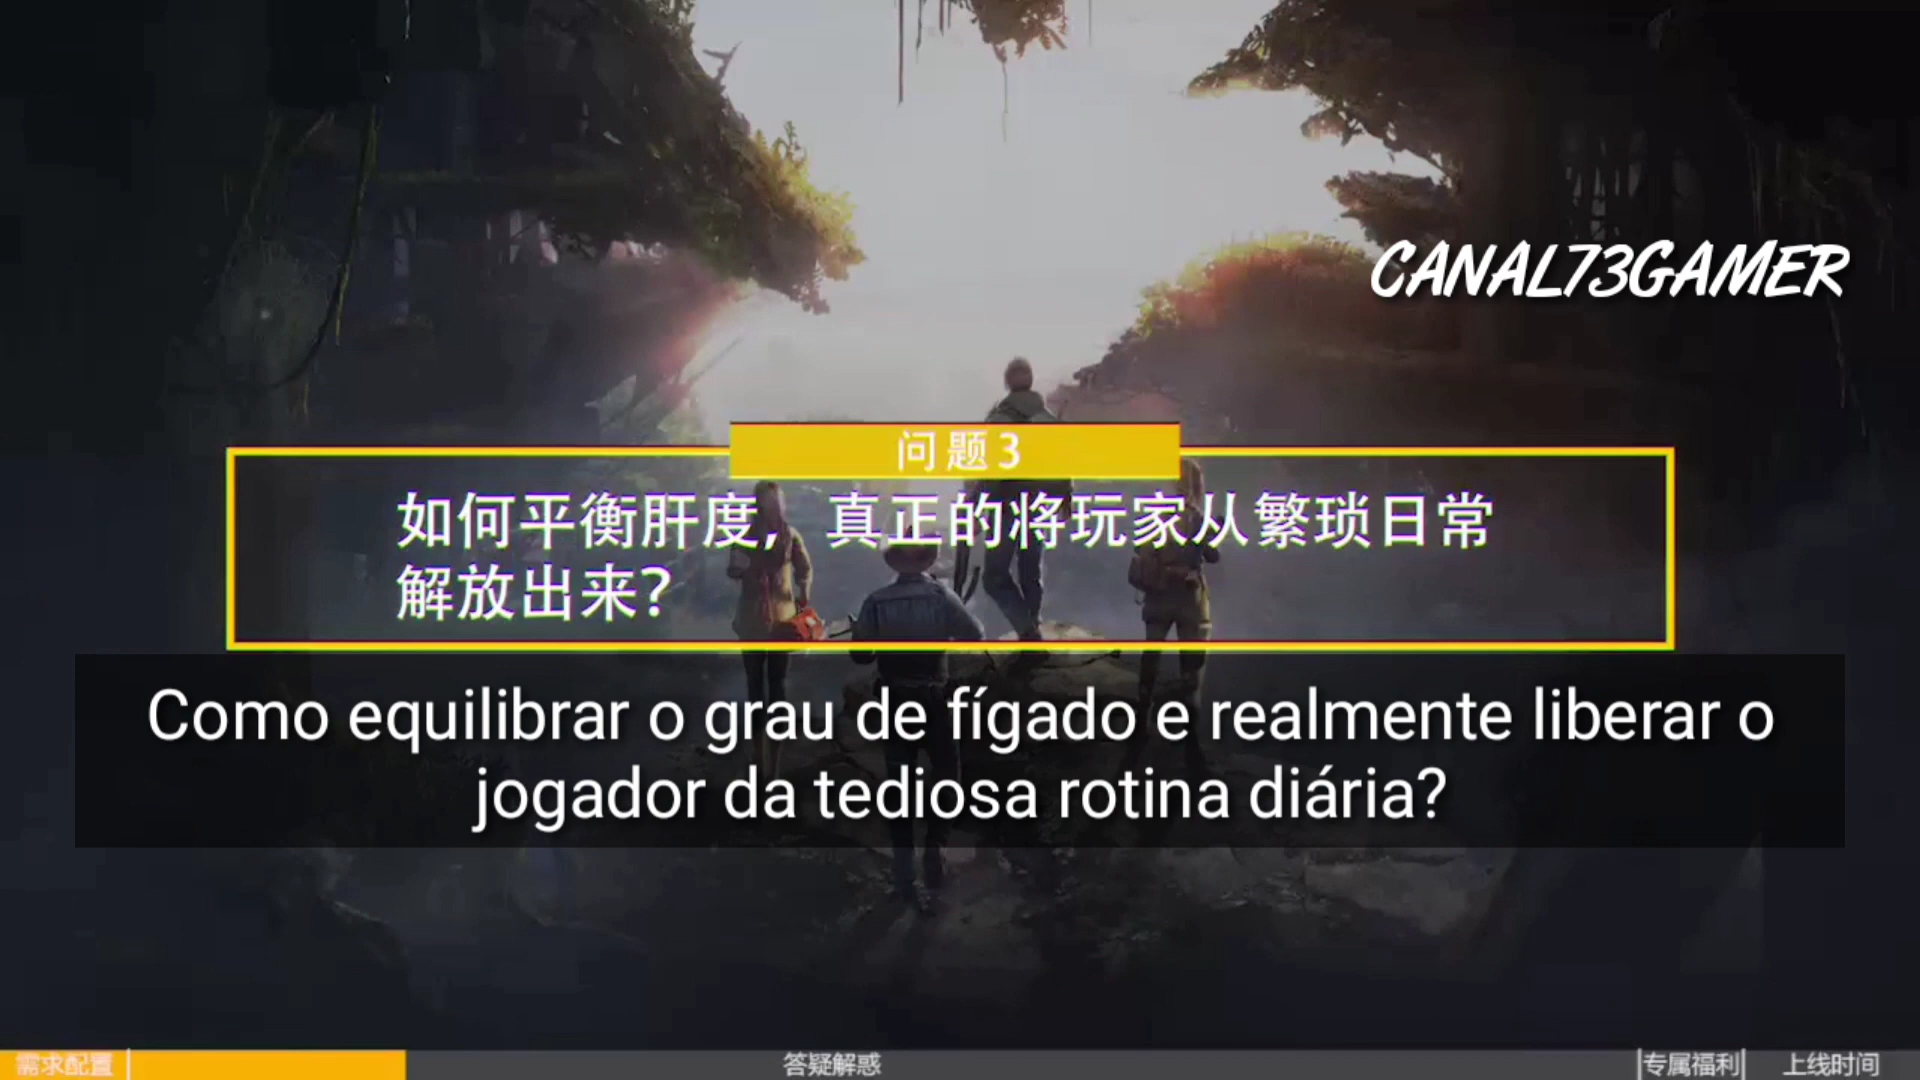 CANAL73GAMER
问题3
如何平衡肝度，真正的将玩家从繁琐日常
解放出来？
Como equilibrar o grau de fígado e realmente liberar o
jogador da tediosa rotina diária?
需求配置
答疑解惑
专属福利
上线时间